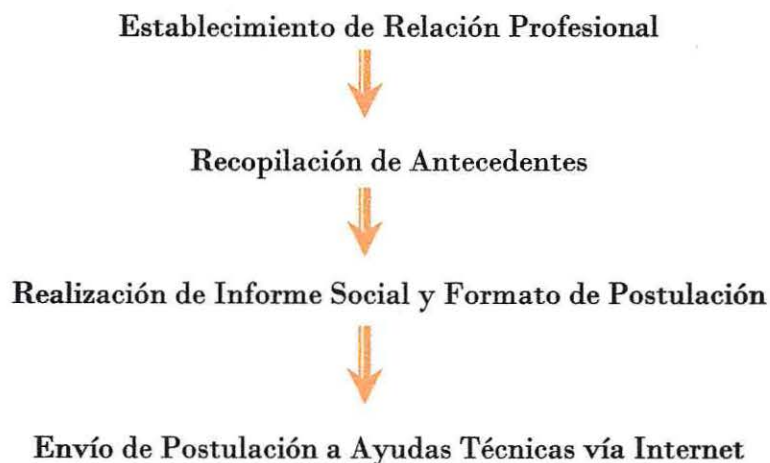 Establecimiento de Relación Profesional
Recopilación de Antecedentes
Realización de Informe Social y Formato de Postulación
Envío de Postulación a Ayudas Técnicas vía Internet